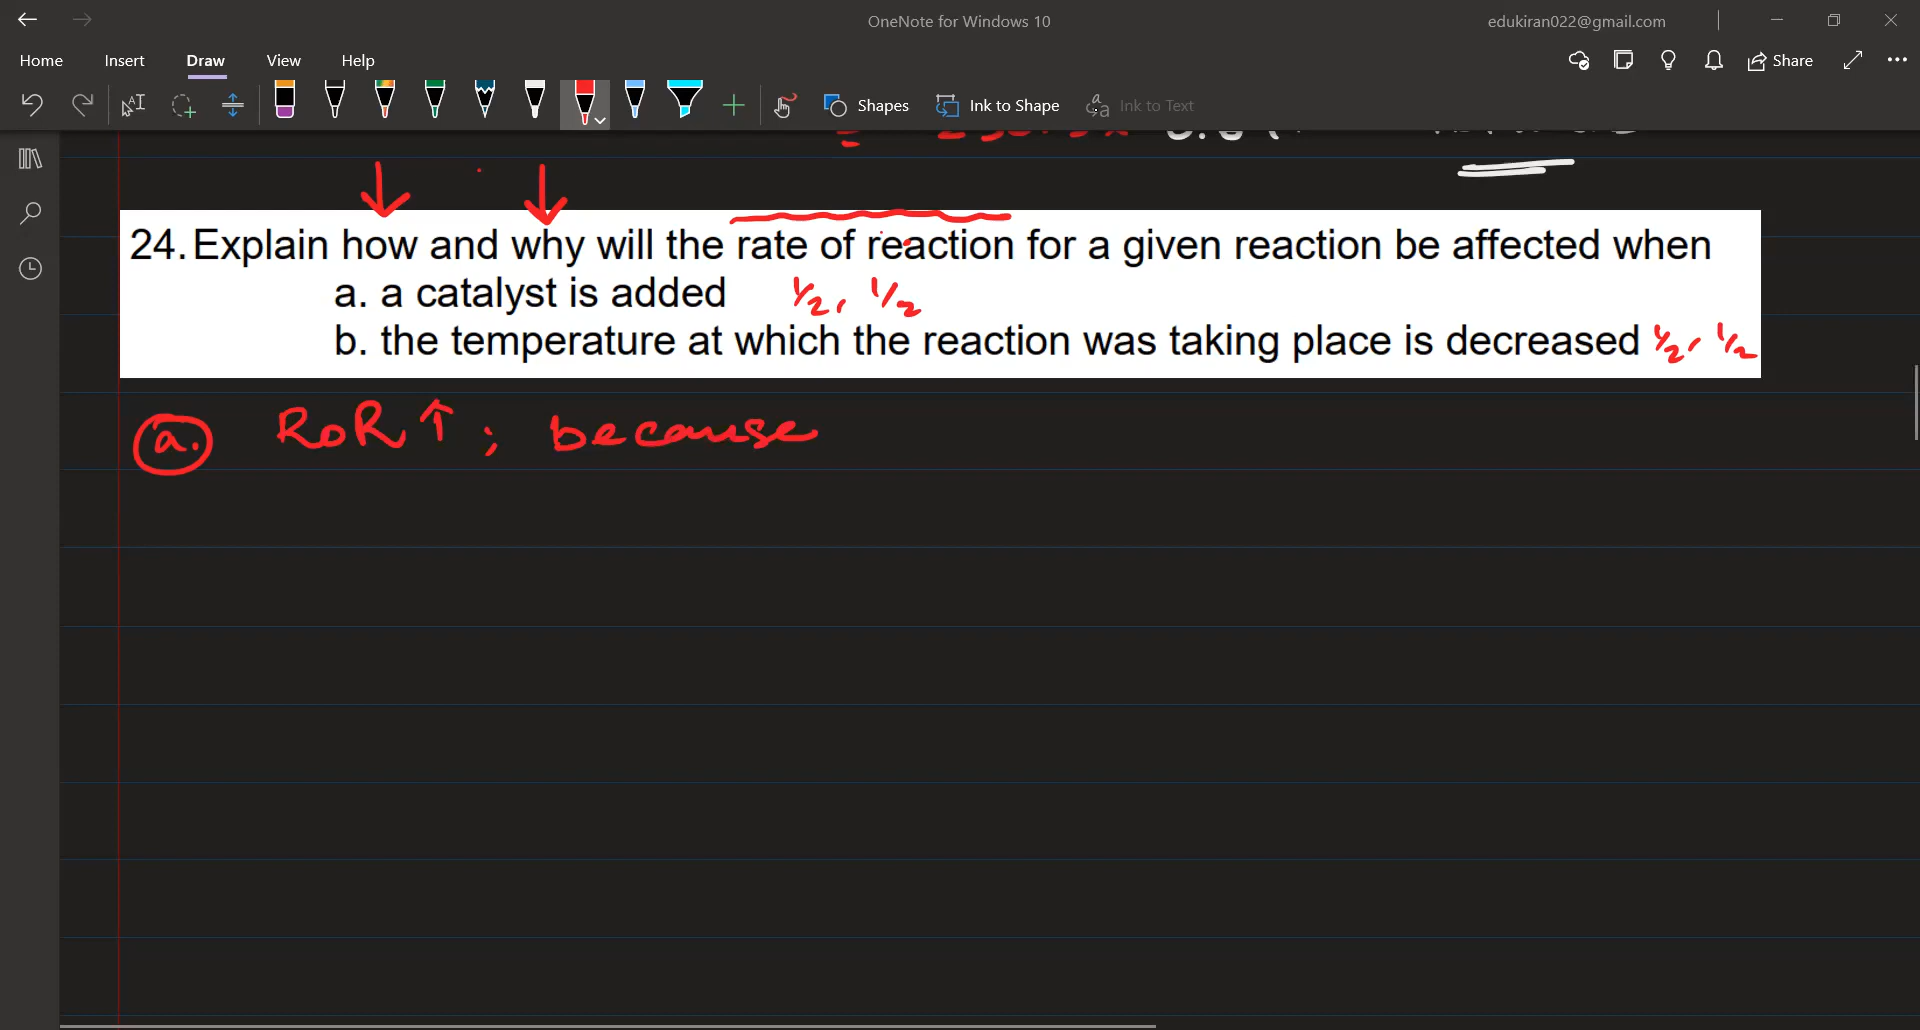 OneNote for Windows 10
edukiran022@gmail.com
Home Insert Draw View Help
Share
Shapes Ink to Shape Ink to Text
24. Explain how and why will the rate of reaction for a given reaction be affected when
a. a catalyst is added ½, ½
b. the temperature at which the reaction was taking place is decreased ½, ½
a. RoR ↑ ; because